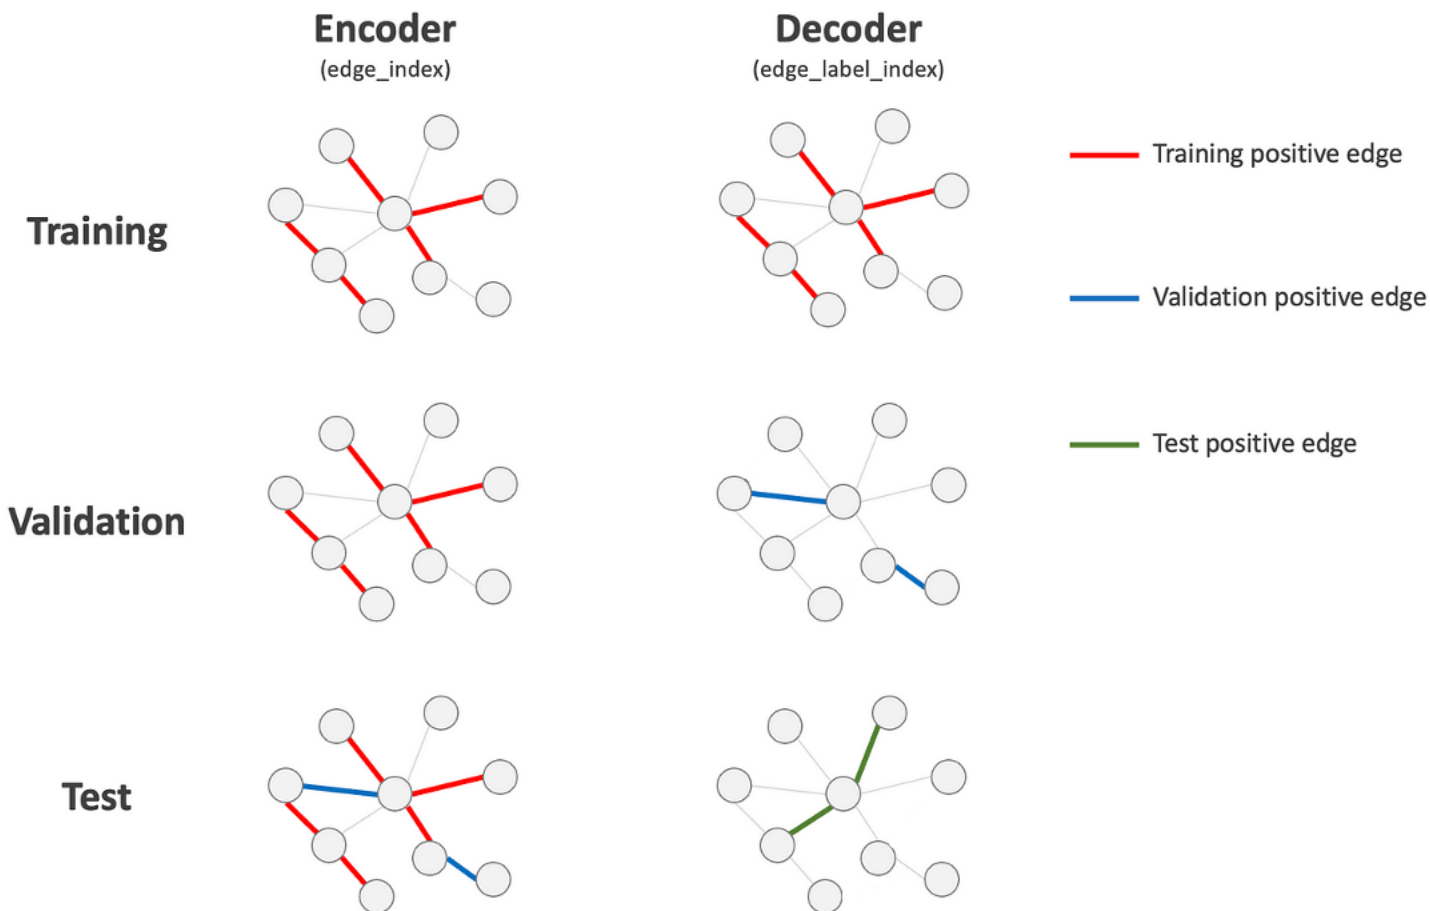 Encoder
(edge_index)
Decoder
(edge_label_index)
Training
Training positive edge
Validation positive edge
Validation
Test positive edge
Test